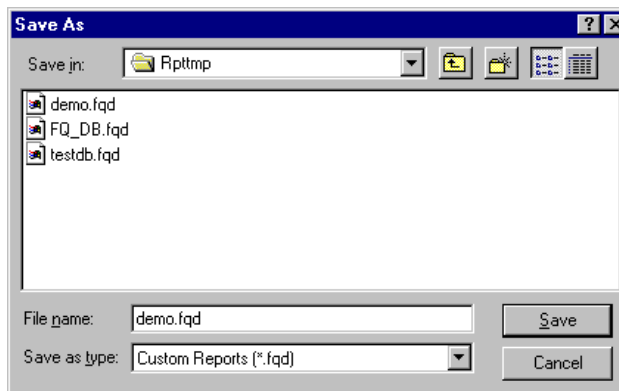 Save As
Save in: Rpttmp
demo.fqd
FQ_DB.fqd
testdb.fqd
File name: demo.fqd Save
Save as type: Custom Reports (*.fqd) Cancel